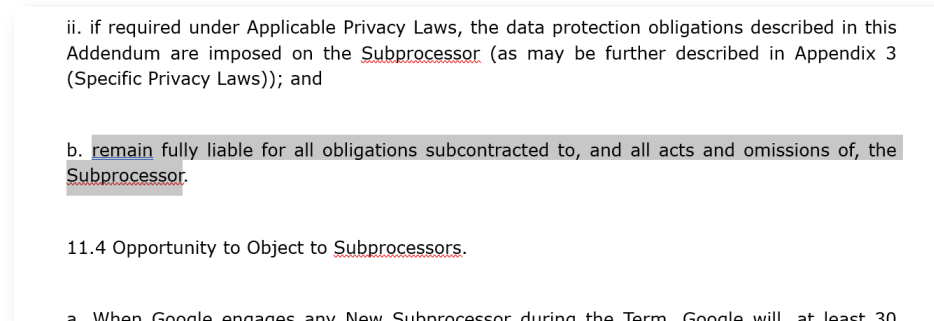 ii. if required under Applicable Privacy Laws, the data protection obligations described in this
Addendum are imposed on the Subprocessor (as may be further described in Appendix 3
(Specific Privacy Laws)); and
b. remain fully liable for all obligations subcontracted to, and all acts and omissions of, the
Subprocessor.
11.4 Opportunity to Object to Subprocessors.
a. When Google engages any New Subprocessor during the Term, Google will, at least 30